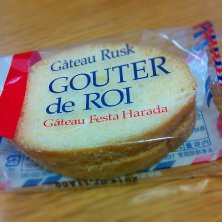 Gâteau Rusk
GOUTER
de ROI
Gâteau Festa Harada